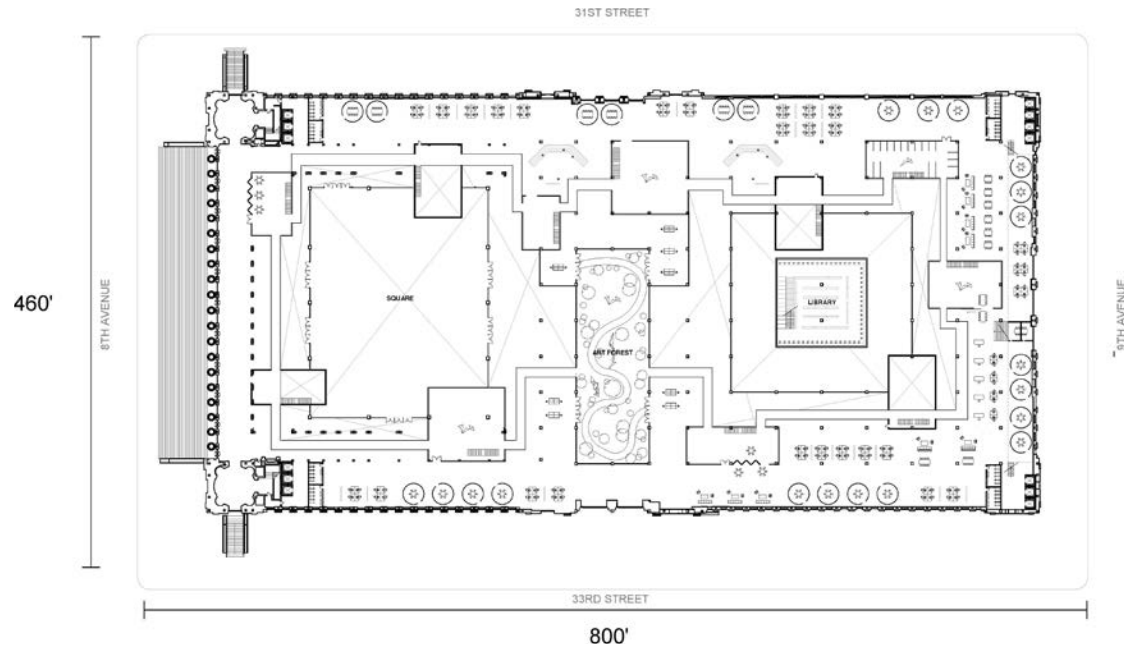 31ST STREET
460'
8TH AVENUE
SQUARE
ART FOREST
LIBRARY
9TH AVENUE
33RD STREET
800'